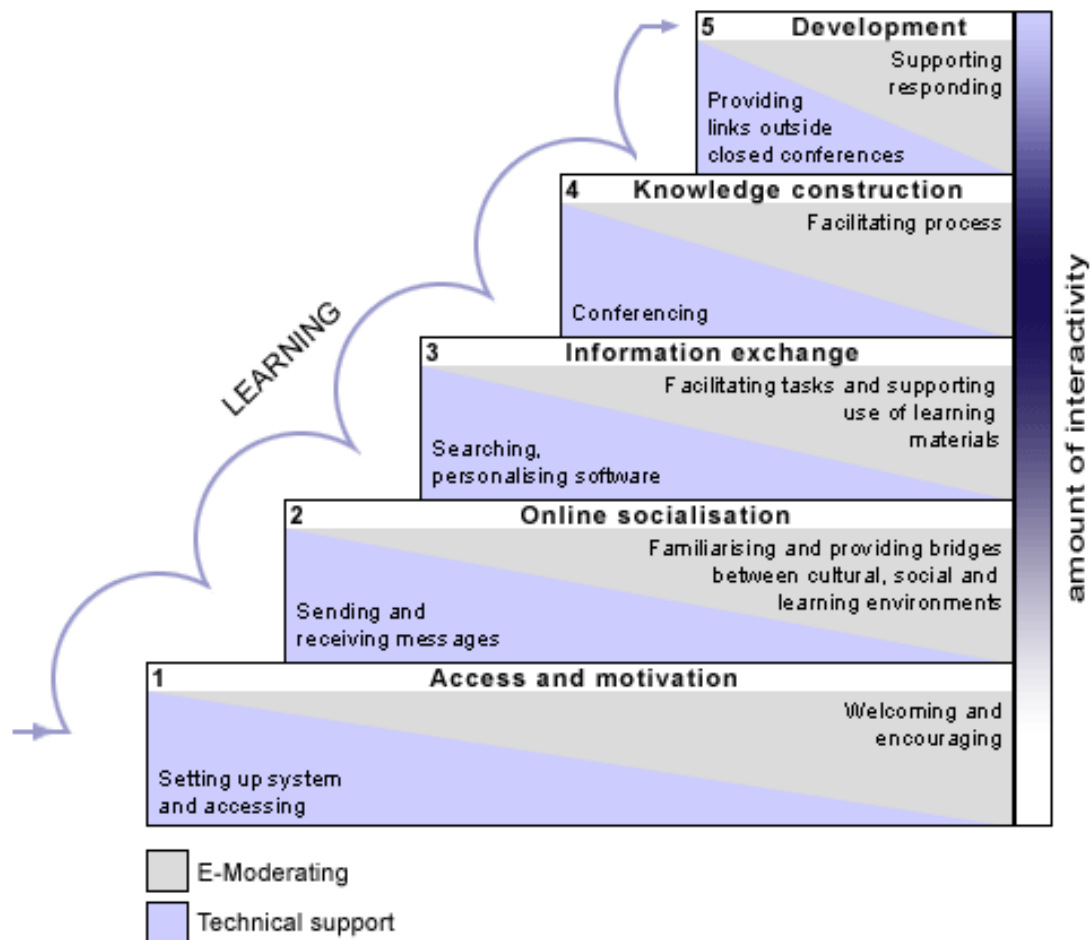 5 Development
Supporting
responding
Providing
links outside
closed conferences
4 Knowledge construction
Facilitating process
Conferencing
3 Information exchange
Facilitating tasks and supporting
use of learning
materials
Searching,
personalising software
2 Online socialisation
Familiarising and providing bridges
between cultural, social and
learning environments
Sending and
receiving messages
1 Access and motivation
Welcoming and
encouraging
Setting up system
and accessing
LEARNING
amount of interactivity
E-Moderating
Technical support